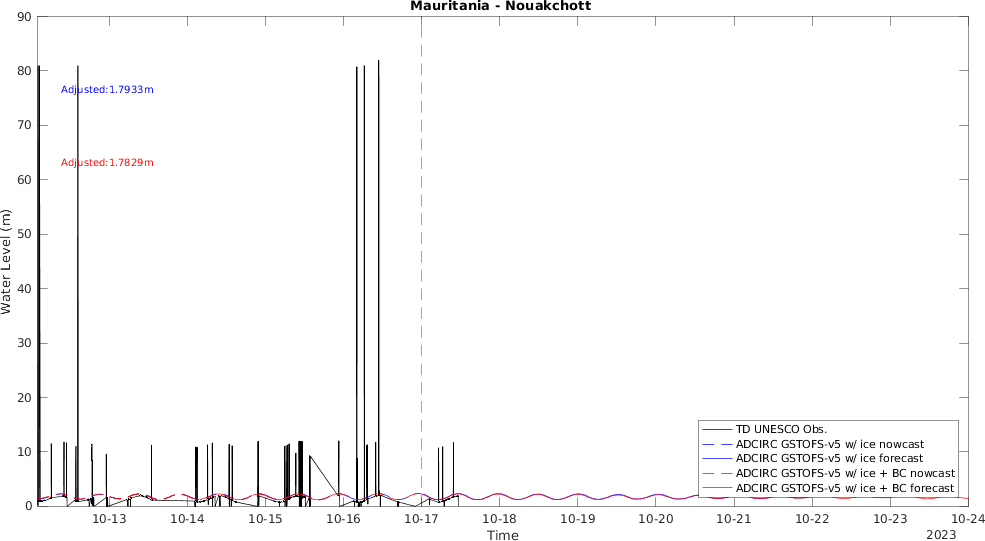 Mauritania - Nouakchott
90
80
70
60
50
40
30
20
10
0
Water Level (m)
Adjusted:1.7933m
Adjusted:1.7829m
TD UNESCO Obs.
ADCIRC GSTOFS-v5 w/ ice nowcast
ADCIRC GSTOFS-v5 w/ ice forecast
ADCIRC GSTOFS-v5 w/ ice + BC nowcast
ADCIRC GSTOFS-v5 w/ ice + BC forecast
10-13 10-14 10-15 10-16 10-17 10-18 10-19 10-20 10-21 10-22 10-23 10-24
Time
2023